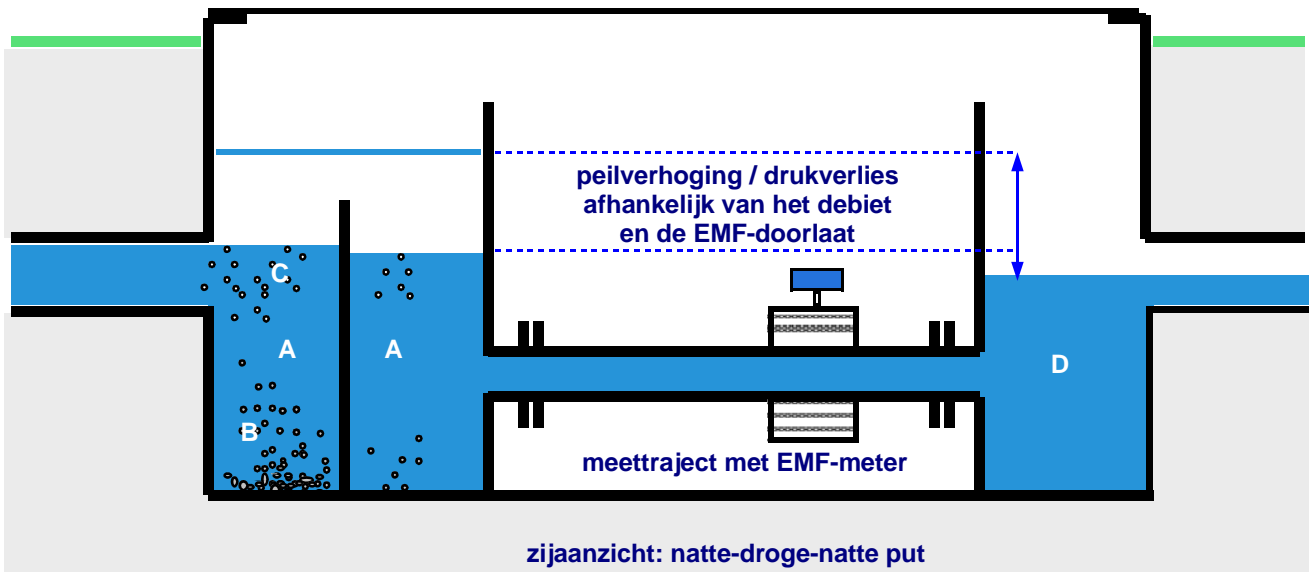 peilverhoging / drukverlies
afhankelijk van het debiet
en de EMF-doorlaat
C
A
A
D
B
meettraject met EMF-meter
zijaanzicht: natte-droge-natte put